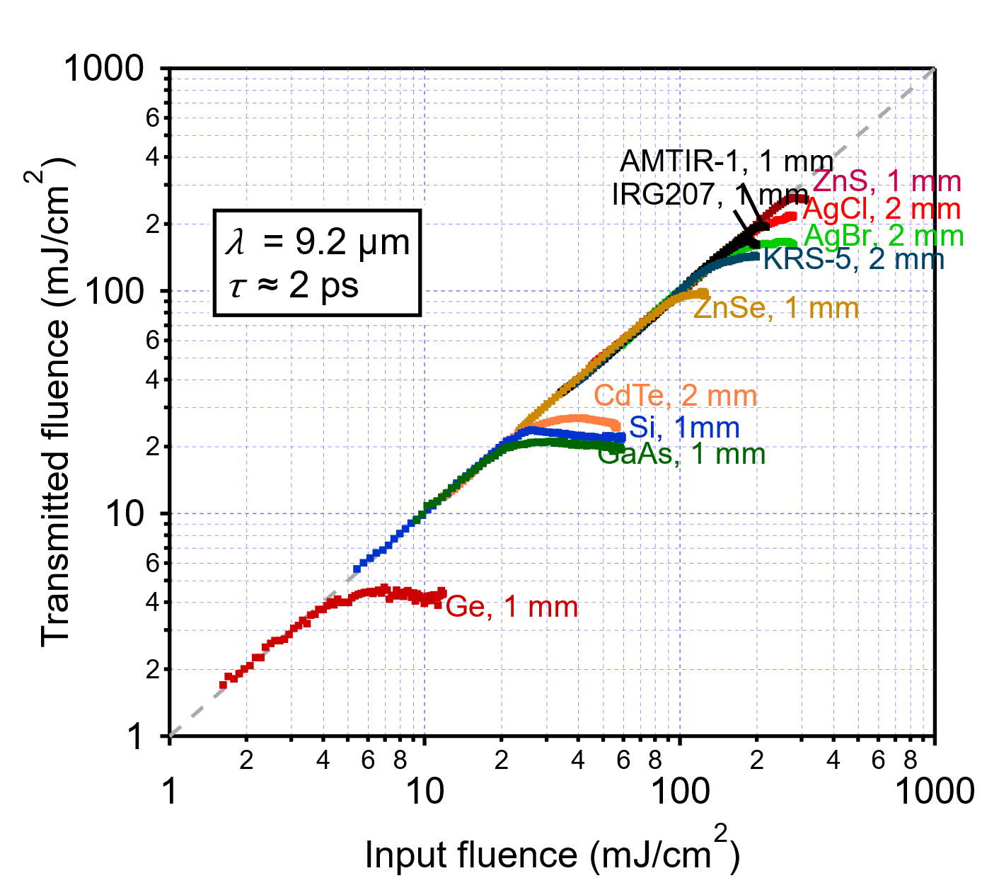 1000
6
4
2
100
6
4
2
10
6
4
2
1
Transmitted fluence (mJ/cm²)
λ = 9.2 µm
τ ≈ 2 ps
AMTIR-1, 1 mm
IRG207, 1 mm
ZnS, 1 mm
AgCl, 2 mm
AgBr, 2 mm
KRS-5, 2 mm
ZnSe, 1 mm
CdTe, 2 mm
Si, 1mm
GaAs, 1 mm
Ge, 1 mm
2 4 6 8 2 4 6 8 2 4 6 8
1 10 100 1000
Input fluence (mJ/cm²)